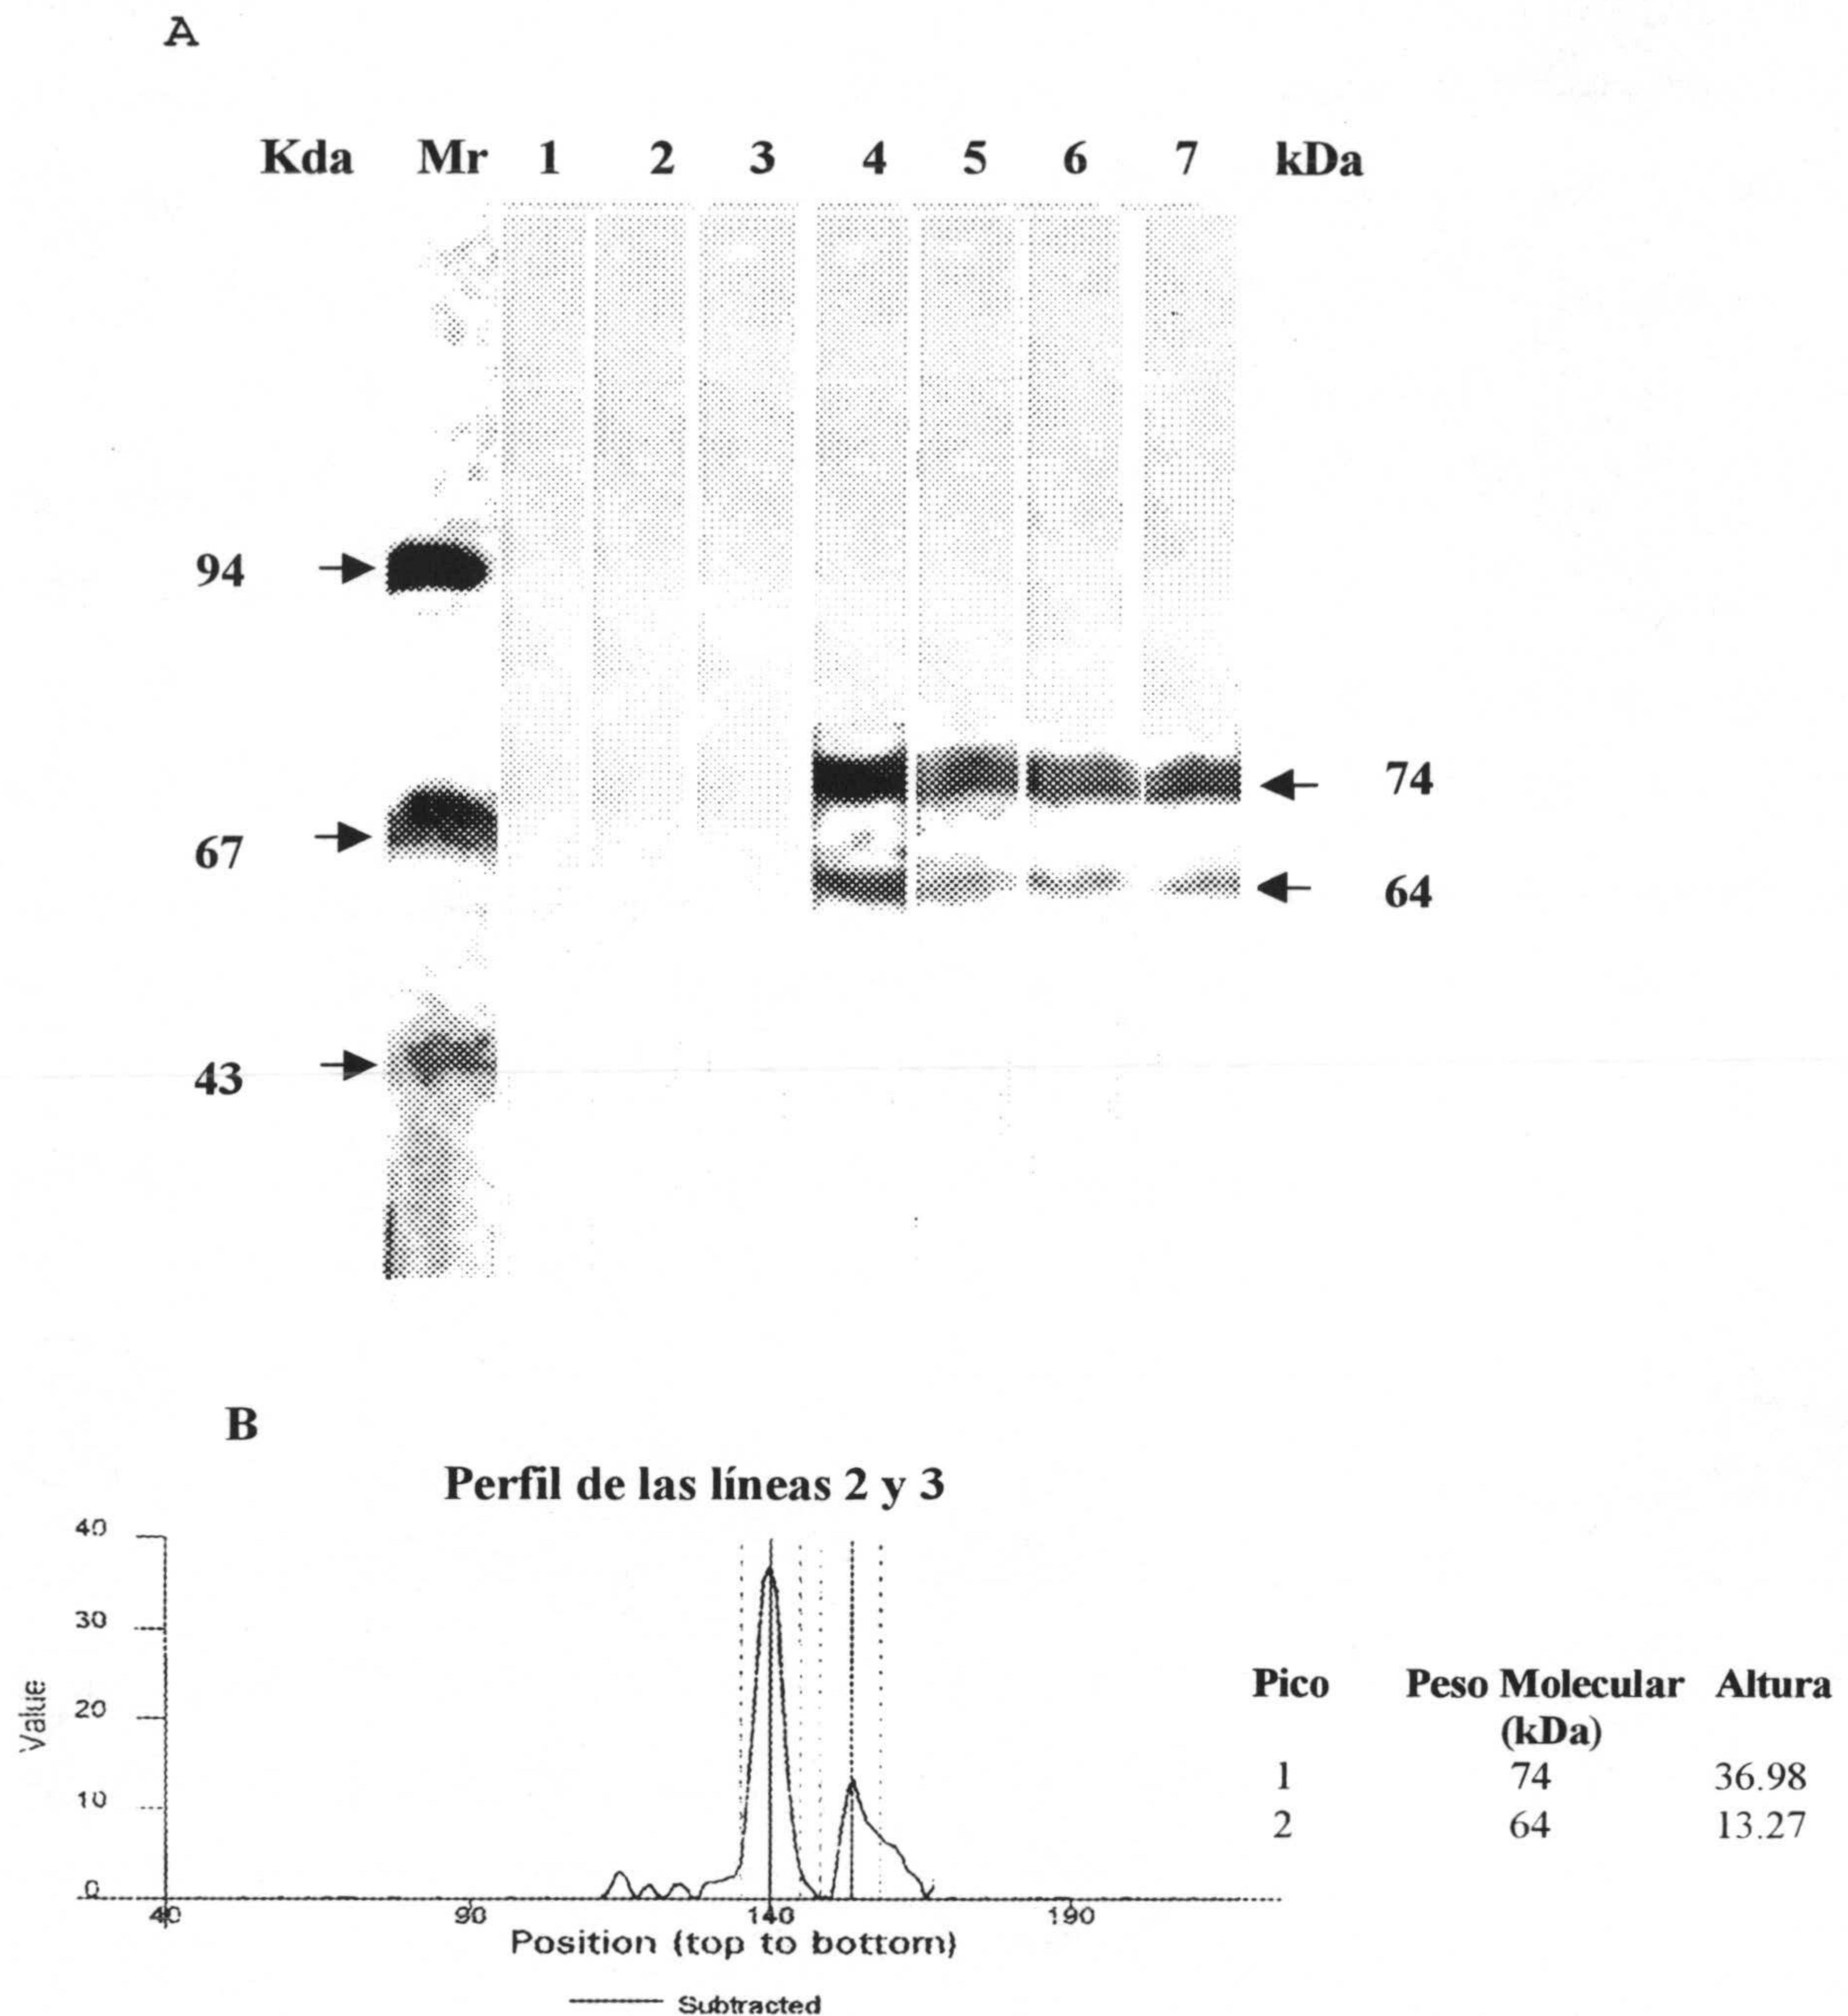 A
Kda Mr 1 2 3 4 5 6 7 kDa
94
67
43
74
64
B
Perfil de las líneas 2 y 3
40
30
20
10
0
Value
40 90 140 190
Position (top to bottom)
Subtracted
Pico Peso Molecular Altura
(kDa)
1 74 36.98
2 64 13.27